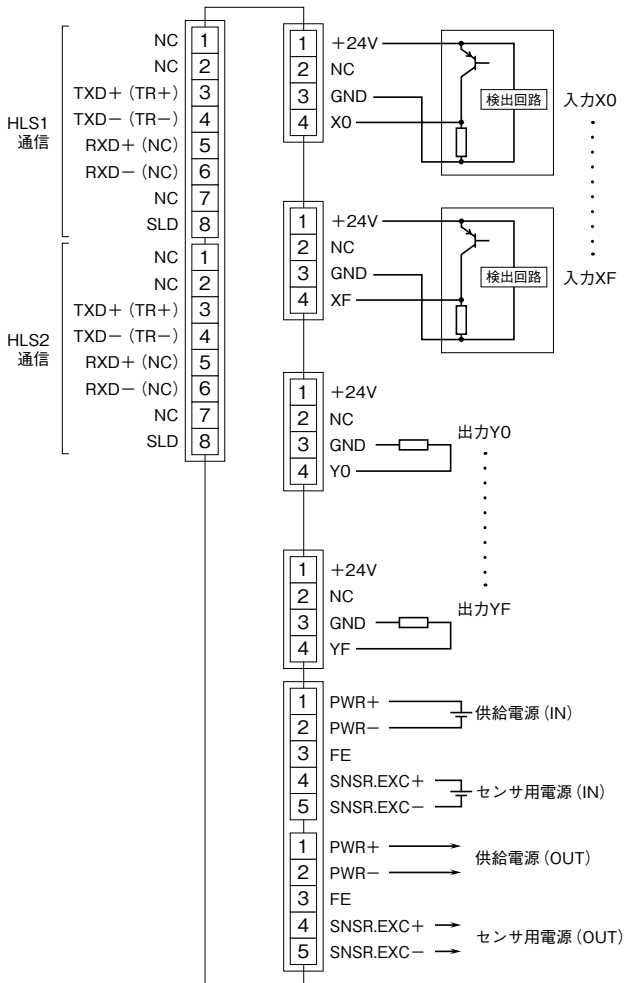 HLS1
通信
NC 1
NC 2
TXD+(TR+) 3
TXD−(TR−) 4
RXD+(NC) 5
RXD−(NC) 6
NC 7
SLD 8
HLS2
通信
NC 1
NC 2
TXD+(TR+) 3
TXD−(TR−) 4
RXD+(NC) 5
RXD−(NC) 6
NC 7
SLD 8
1 +24V
2 NC
3 GND
4 X0
検出回路
入力X0
1 +24V
2 NC
3 GND
4 XF
検出回路
入力XF
1 +24V
2 NC
3 GND
4 Y0
出力Y0
1 +24V
2 NC
3 GND
4 YF
出力YF
1 PWR+
2 PWR−
供給電源(IN)
3 FE
4 SNSR.EXC+
5 SNSR.EXC−
センサ用電源(IN)
1 PWR+
2 PWR−
供給電源(OUT)
3 FE
4 SNSR.EXC+
5 SNSR.EXC−
センサ用電源(OUT)